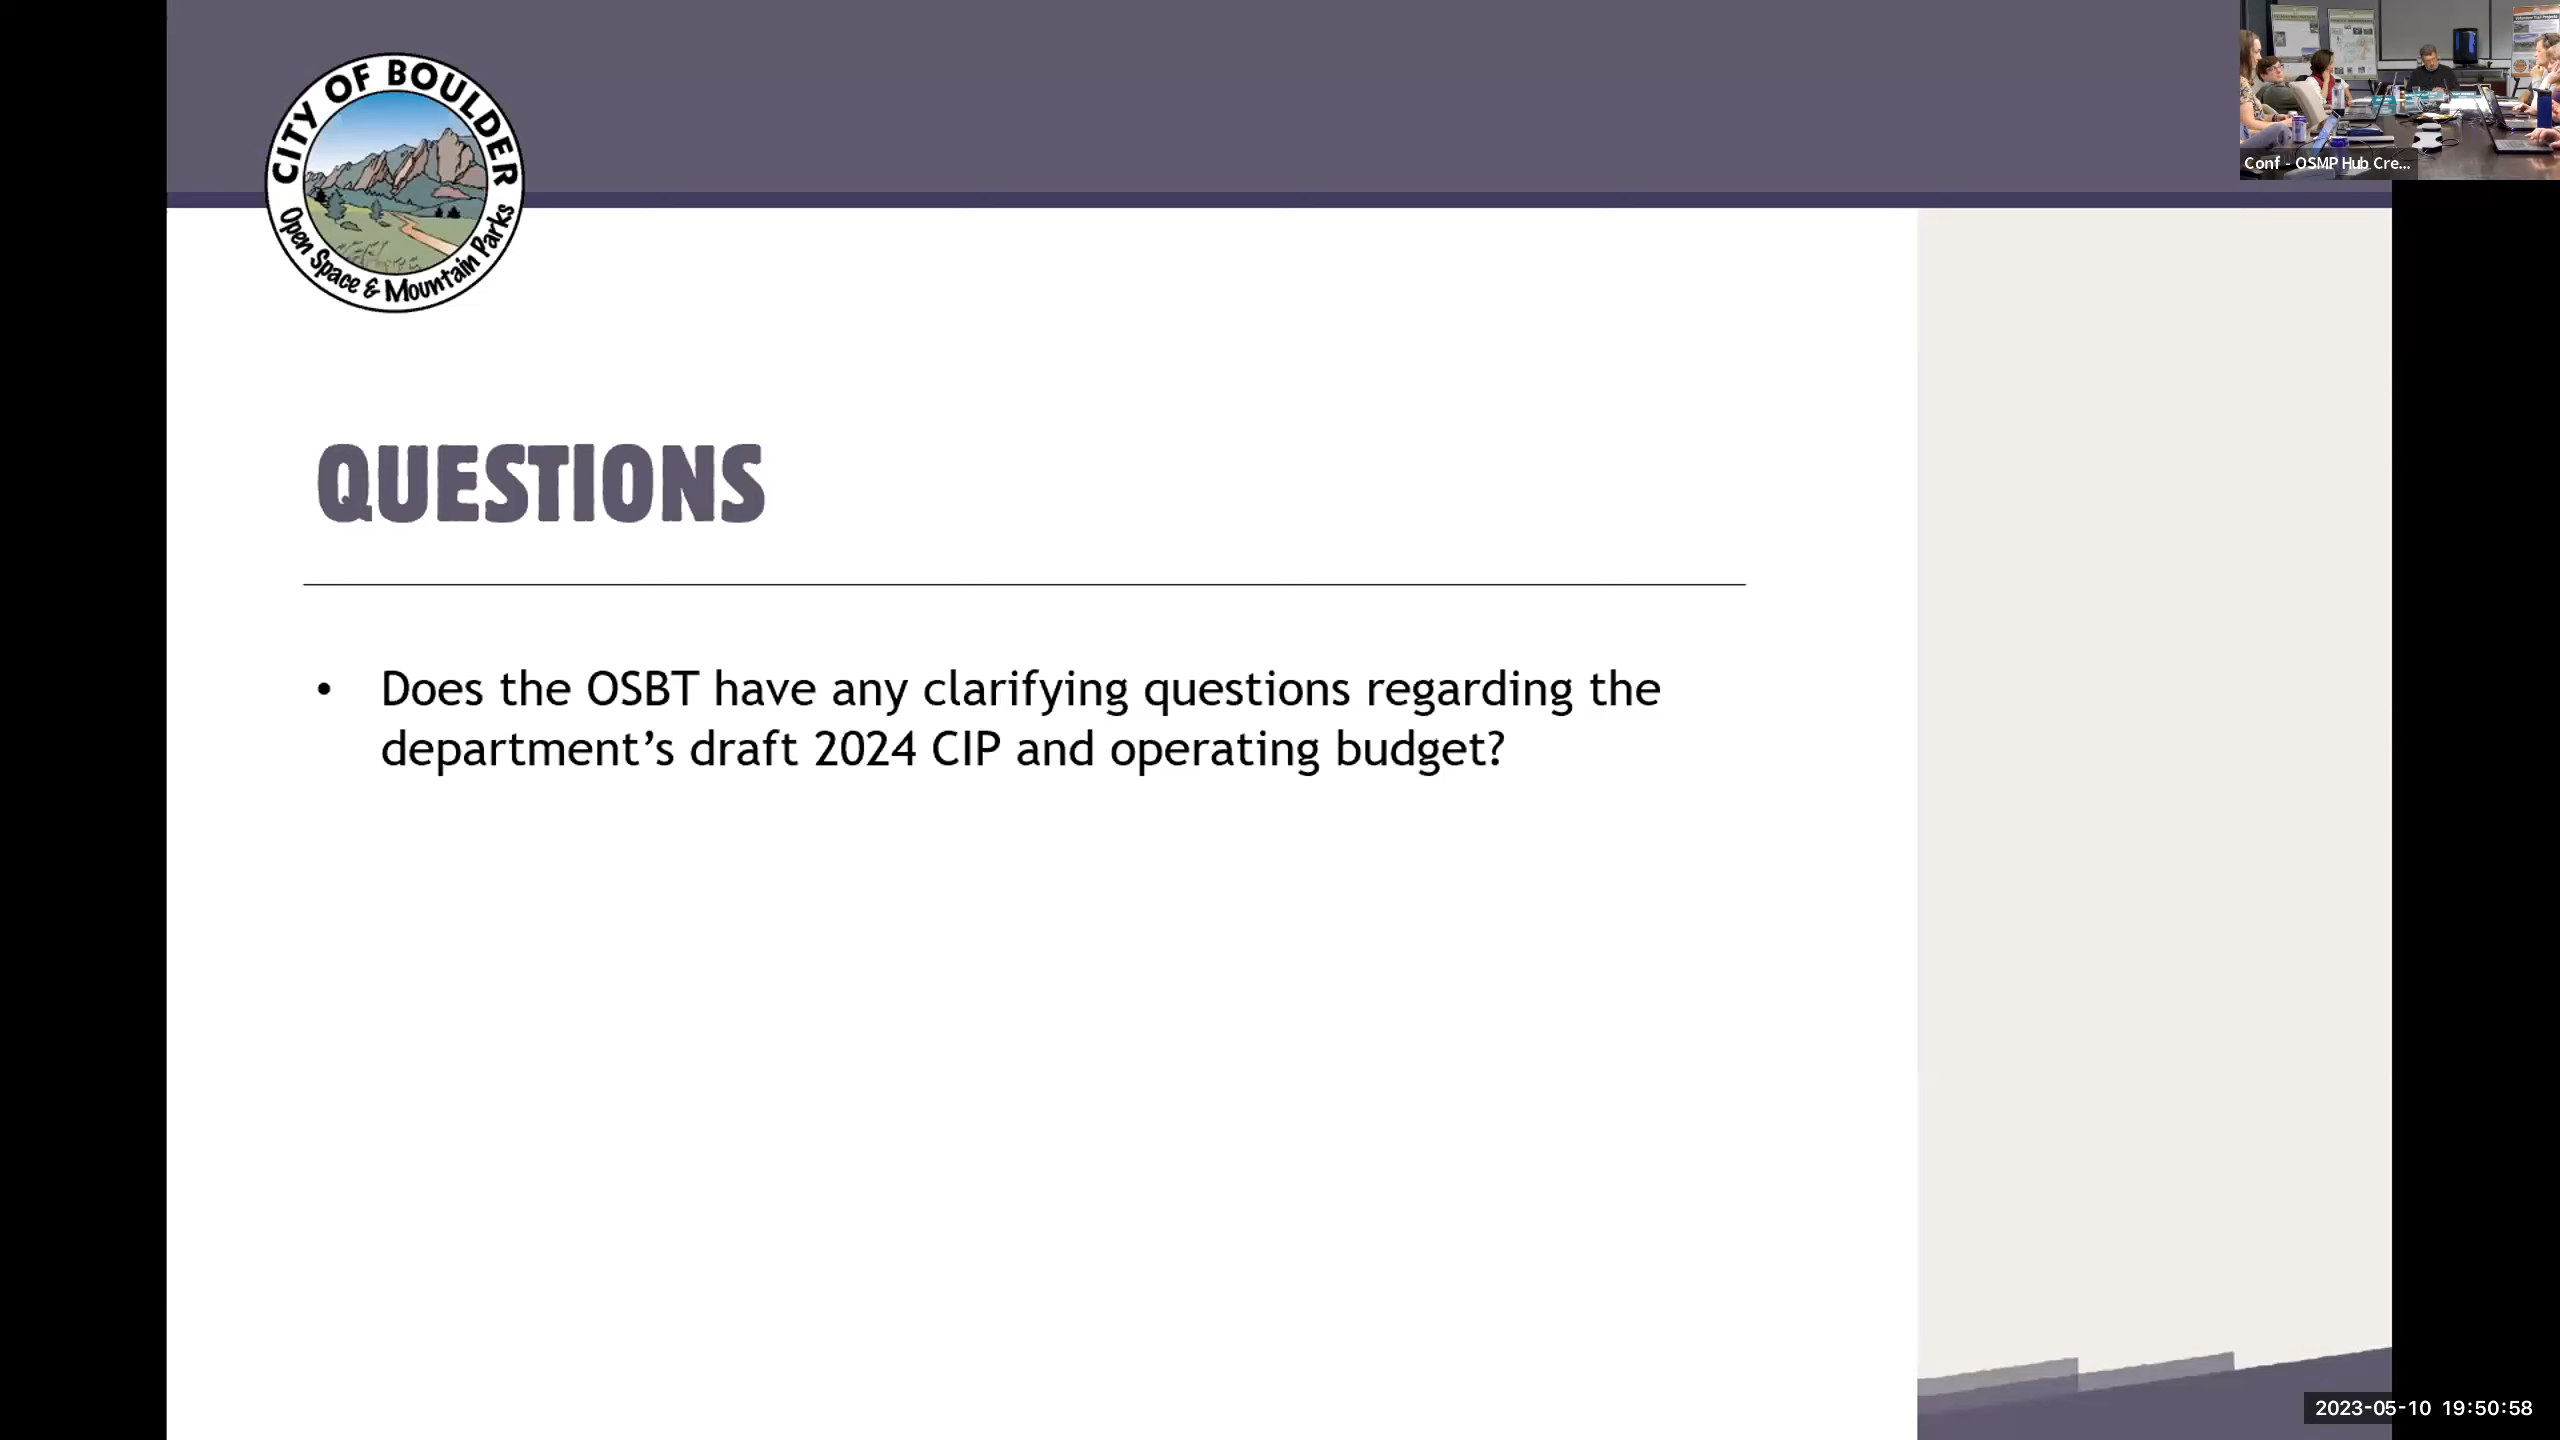 CITY OF BOULDER
Open Space & Mountain Parks
Conf - OSMP Hub Cre...
QUESTIONS
• Does the OSBT have any clarifying questions regarding the
department’s draft 2024 CIP and operating budget?
2023-05-10 19:50:58